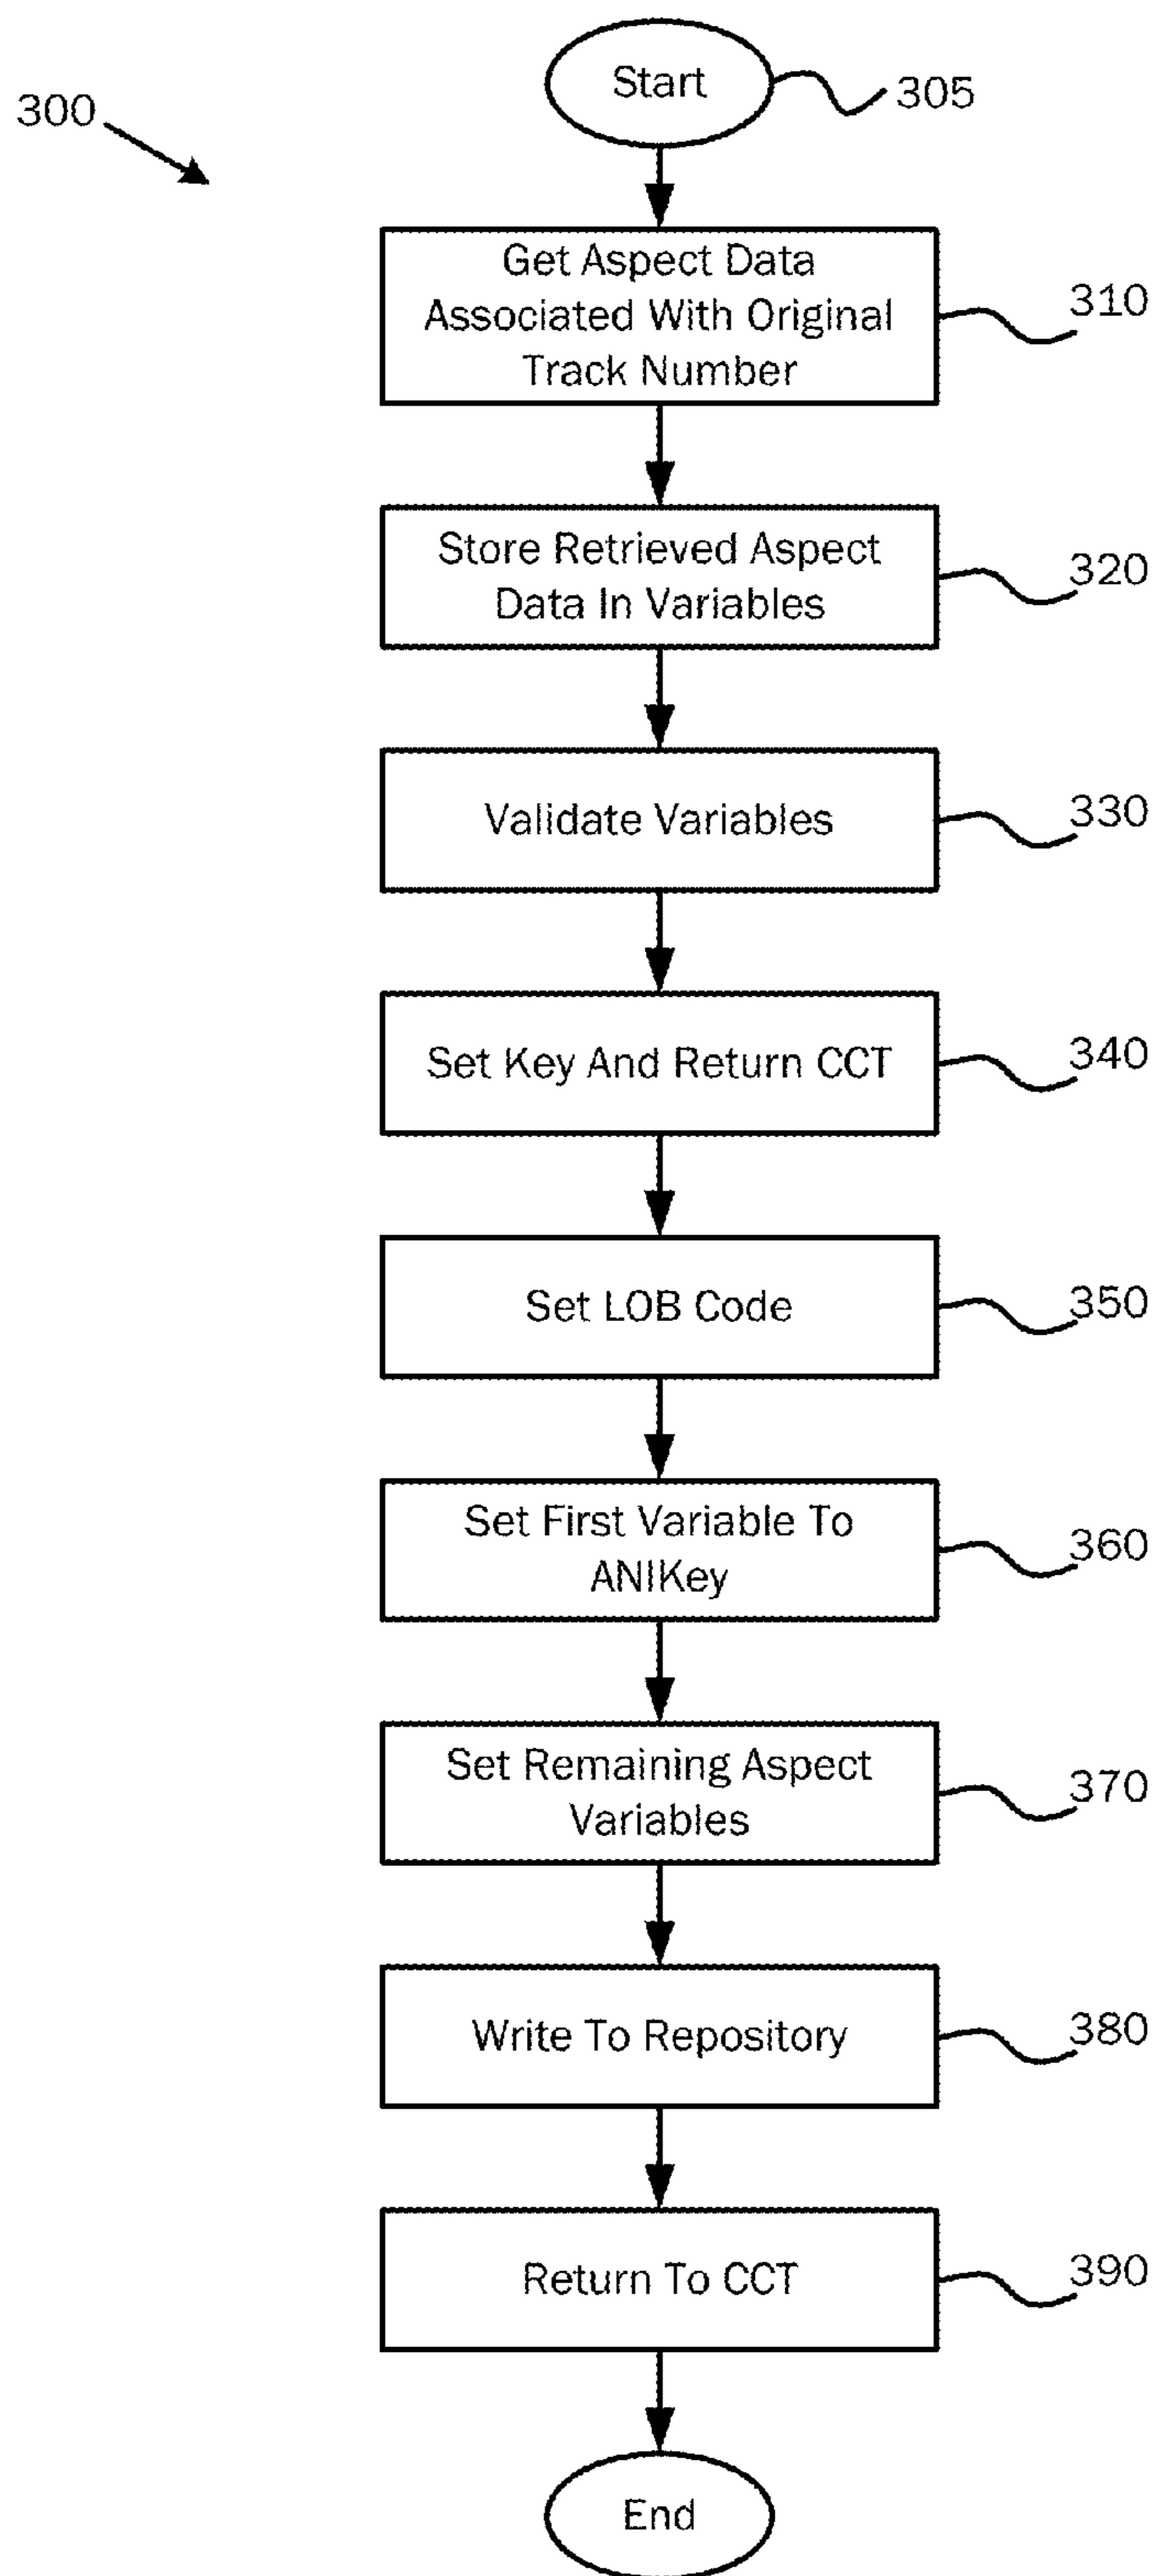 Start
305
300
Get Aspect Data
Associated With Original
Track Number
310
Store Retrieved Aspect
Data In Variables
320
Validate Variables
330
Set Key And Return CCT
340
Set LOB Code
350
Set First Variable To
ANIKey
360
Set Remaining Aspect
Variables
370
Write To Repository
380
Return To CCT
390
End